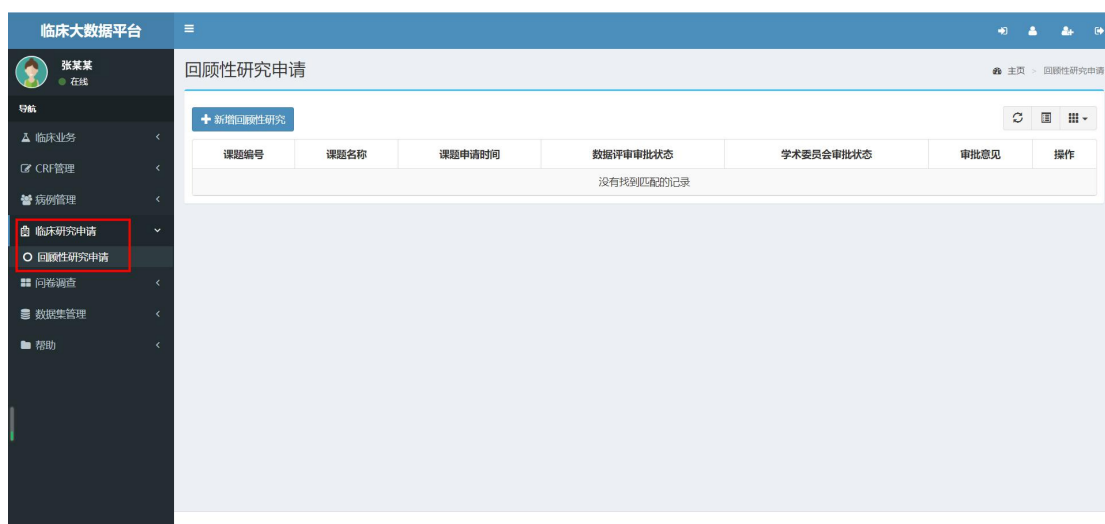 临床大数据平台
张某某
在线
导航
临床业务
CRF管理
病例管理
临床研究申请
回顾性研究申请
问卷调查
数据集管理
帮助
回顾性研究申请
主页 > 回顾性研究申请
新增回顾性研究
课题编号 课题名称 课题申请时间 数据评审审批状态 学术委员会审批状态 审批意见 操作
没有找到匹配的记录